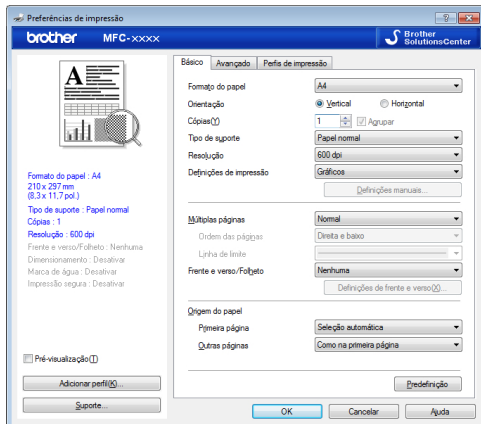 Preferências de impressão
brother MFC-xxxx
Brother
SolutionsCenter
Básico Avançado Perfis de impressão
A
Formato do papel : A4
210 x 297 mm
(8,3 x 11,7 pol.)
Tipo de suporte : Papel normal
Cópias : 1
Resolução : 600 dpi
Frente e verso/Folheto : Nenhuma
Dimensionamento : Desativar
Marca de água : Desativar
Impressão segura : Desativar
Pré-visualização(T)
Adicionar perfil(K)...
Suporte...
Formato do papel A4
Orientação Vertical Horizontal
Cópias(Y) 1 Agrupar
Tipo de suporte Papel normal
Resolução 600 dpi
Definições de impressão Gráficos
Definições manuais...
Múltiplas páginas Normal
Ordem das páginas Direita e baixo
Linha de limite
Frente e verso/Folheto Nenhuma
Definições de frente e verso(X)...
Origem do papel
Primeira página Seleção automática
Outras páginas Como na primeira página
Predefinição
OK Cancelar Ajuda